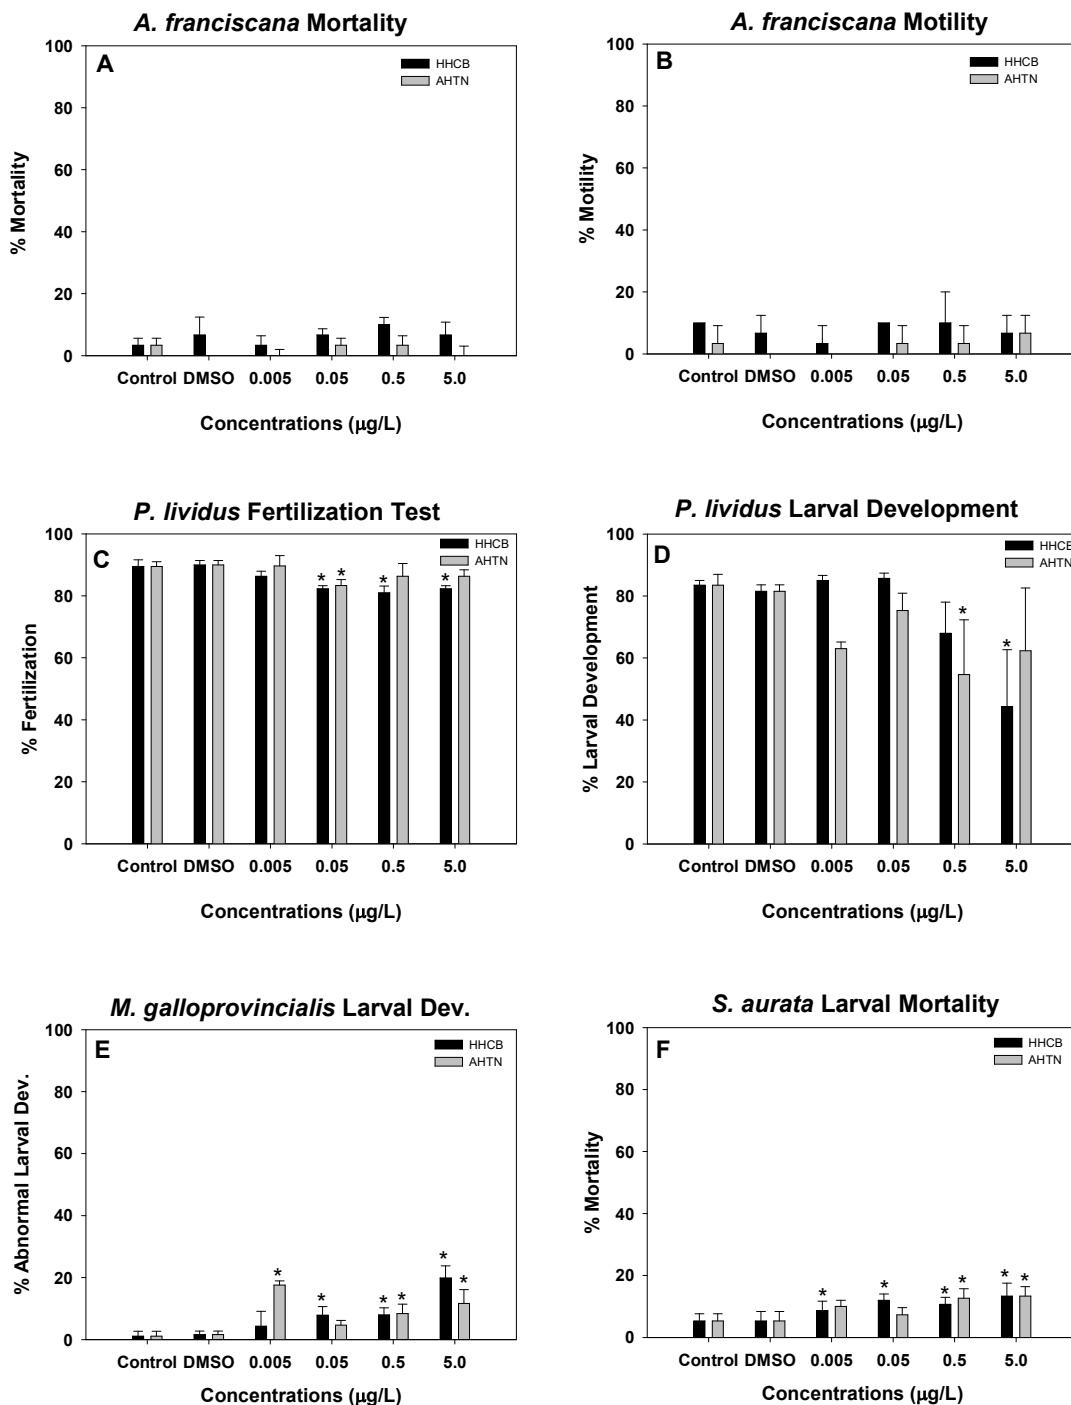 A. franciscana Mortality
A
HHCB
AHTN
% Mortality
100
80
60
40
20
0
Control DMSO 0.005 0.05 0.5 5.0
Concentrations (µg/L)
A. franciscana Motility
B
HHCB
AHTN
% Motility
100
80
60
40
20
0
Control DMSO 0.005 0.05 0.5 5.0
Concentrations (µg/L)
P. lividus Fertilization Test
C
HHCB
AHTN
% Fertilization
100
80
60
40
20
0
* * * *
Control DMSO 0.005 0.05 0.5 5.0
Concentrations (µg/L)
P. lividus Larval Development
D
HHCB
AHTN
% Larval Development
100
80
60
40
20
0
* *
Control DMSO 0.005 0.05 0.5 5.0
Concentrations (µg/L)
M. galloprovincialis Larval Dev.
E
HHCB
AHTN
% Abnormal Larval Dev.
100
80
60
40
20
0
* * * * * *
Control DMSO 0.005 0.05 0.5 5.0
Concentrations (µg/L)
S. aurata Larval Mortality
F
HHCB
AHTN
% Mortality
100
80
60
40
20
0
* * * * * *
Control DMSO 0.005 0.05 0.5 5.0
Concentrations (µg/L)